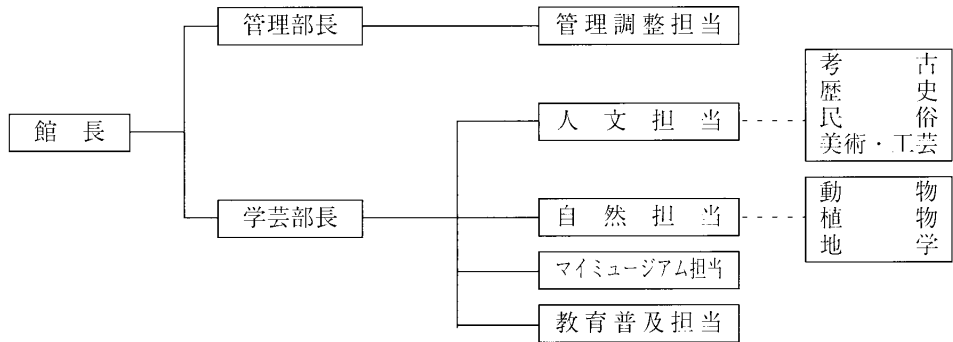 館長
管理部長
管理調整担当
学芸部長
人文担当
考古
歴史
民俗
美術・工芸
自然担当
動物
植物
地学
マイミュージアム担当
教育普及担当